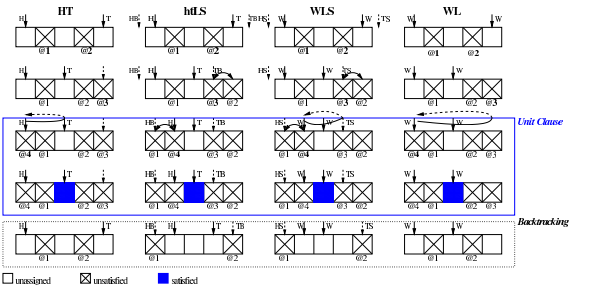 HT htLS WLS WL
H T HB H T TB HS W W TS W W
@1 @2 @1 @2 @1 @2 @1 @2
H T HB H T TB HS W W TS W W
@1 @2 @3 @1 @3 @2 @1 @3 @2 @1 @2 @3
Unit Clause
H T HB H T TB HS W W TS W W
@4 @1 @2 @3 @1 @4 @3 @2 @1 @4 @3 @2 @4 @1 @2 @3
H T HB H T TB HS W W TS W W
@4 @1 @2 @3 @1 @4 @3 @2 @1 @4 @3 @2 @4 @1 @2 @3
Backtracking
H T HB H T TB HS W W TS W W
@1 @2 @1 @2 @1 @2 @1 @2
unassigned unsatisfied satisfied